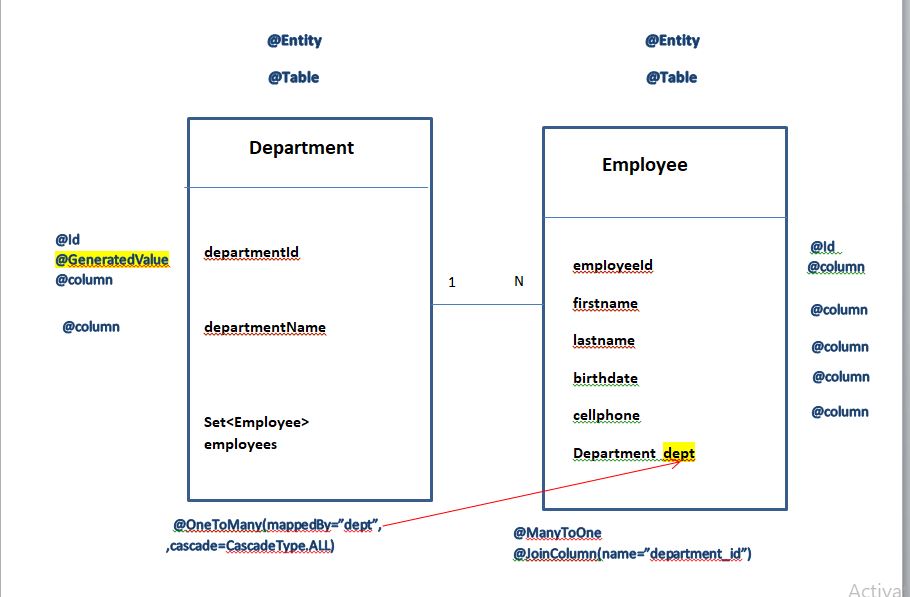 @Entity
@Entity
@Table
@Table
Department
Employee
@Id
@GeneratedValue
@column
departmentId
@column
departmentName
Set<Employee>
employees
1
N
employeeId
firstname
lastname
birthdate
cellphone
Department dept
@Id
@column
@column
@column
@column
@column
@OneToMany(mappedBy=”dept”,
,cascade=CascadeType.ALL)
@ManyToOne
@JoinColumn(name=”department_id”)
Activa